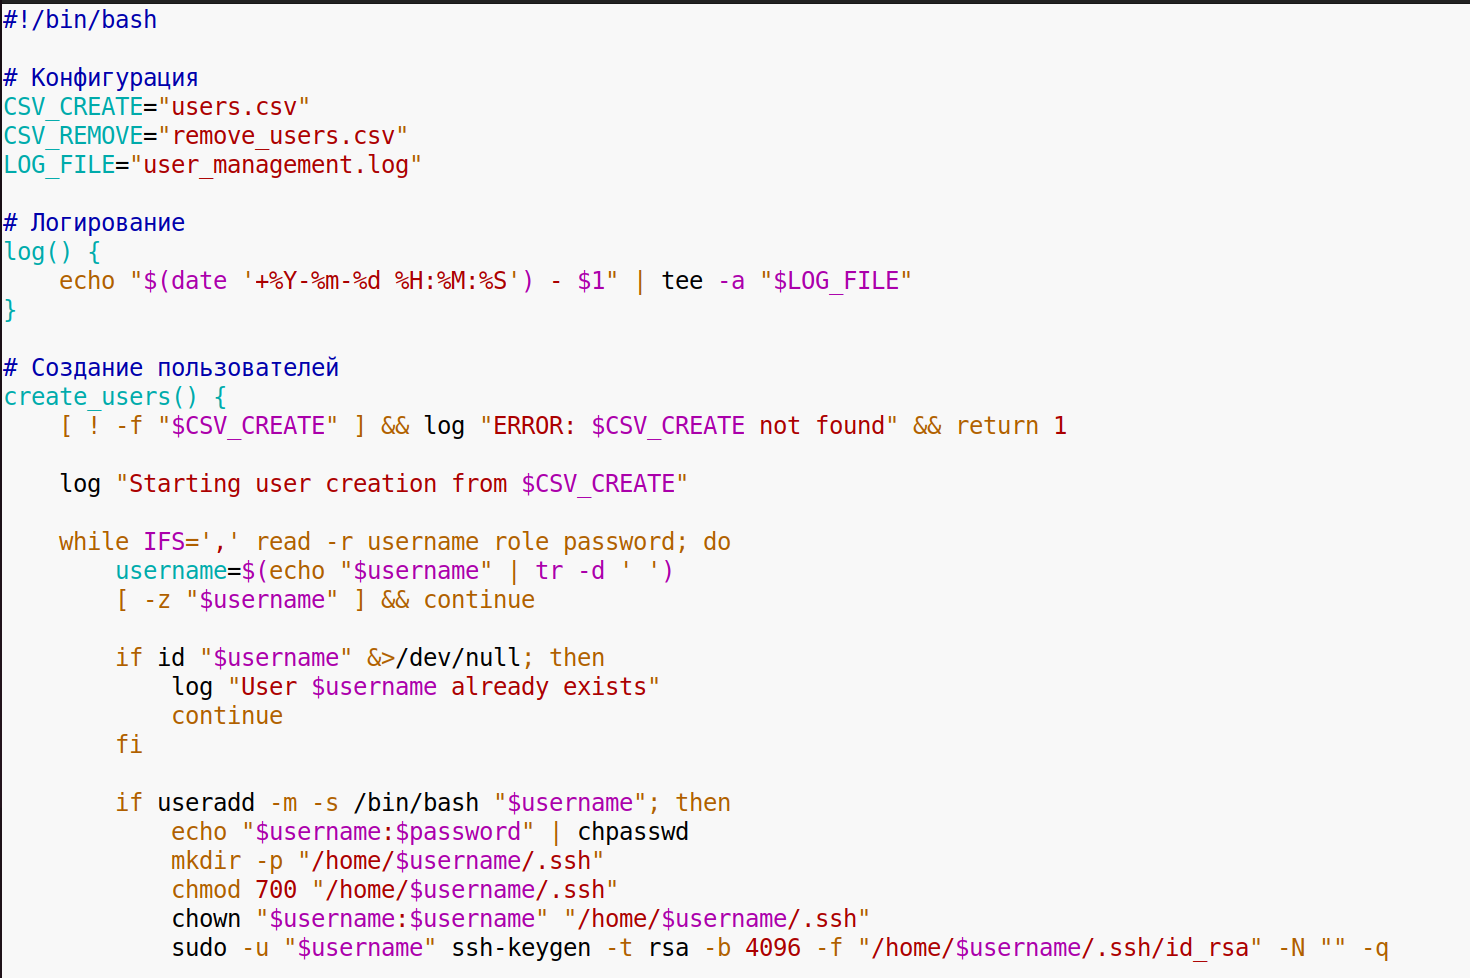 #!/bin/bash
# Конфигурация
CSV_CREATE="users.csv"
CSV_REMOVE="remove_users.csv"
LOG_FILE="user_management.log"
# Логирование
log() {
    echo "$(date '+%Y-%m-%d %H:%M:%S') - $1" | tee -a "$LOG_FILE"
}
# Создание пользователей
create_users() {
    [ ! -f "$CSV_CREATE" ] && log "ERROR: $CSV_CREATE not found" && return 1
    log "Starting user creation from $CSV_CREATE"
    while IFS=',' read -r username role password; do
        username=$(echo "$username" | tr -d ' ')
        [ -z "$username" ] && continue
        if id "$username" &>/dev/null; then
            log "User $username already exists"
            continue
        fi
        if useradd -m -s /bin/bash "$username"; then
            echo "$username:$password" | chpasswd
            mkdir -p "/home/$username/.ssh"
            chmod 700 "/home/$username/.ssh"
            chown "$username:$username" "/home/$username/.ssh"
            sudo -u "$username" ssh-keygen -t rsa -b 4096 -f "/home/$username/.ssh/id_rsa" -N "" -q